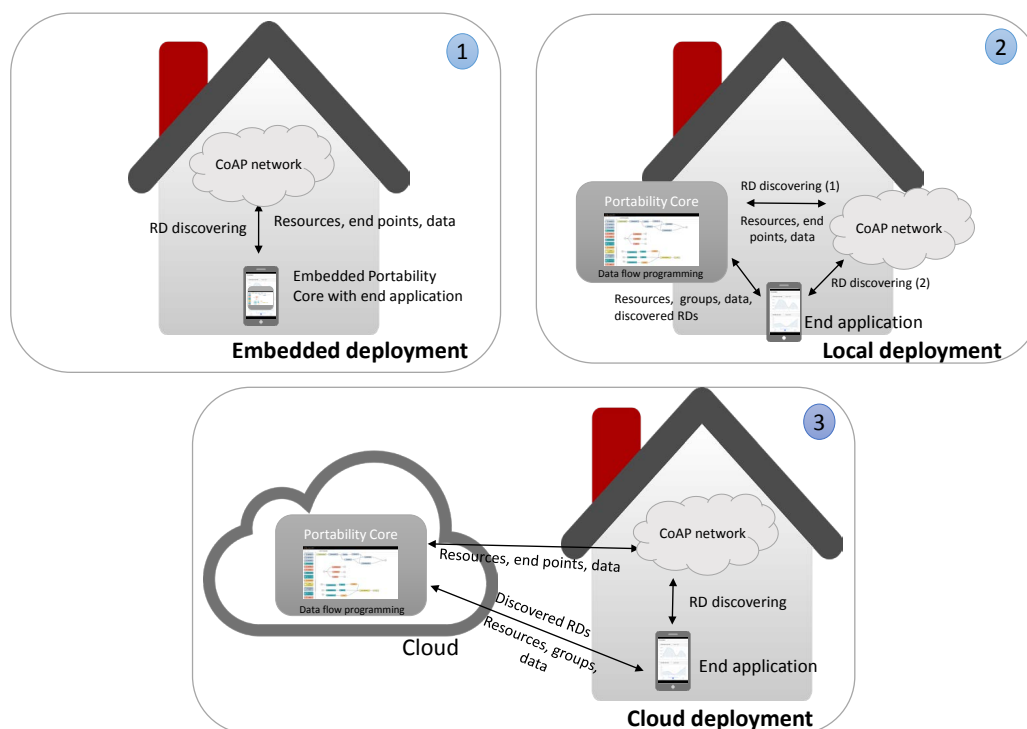 1
CoAP network
RD discovering
Resources, end points, data
Embedded Portability
Core with end application
Embedded deployment
2
Portability Core
Data flow programming
RD discovering (1)
Resources, end
points, data
CoAP network
RD discovering (2)
Resources, groups, data,
discovered RDs
End application
Local deployment
3
Portability Core
Data flow programming
Cloud
Resources, end points, data
Discovered RDs
Resources, groups,
data
CoAP network
RD discovering
End application
Cloud deployment